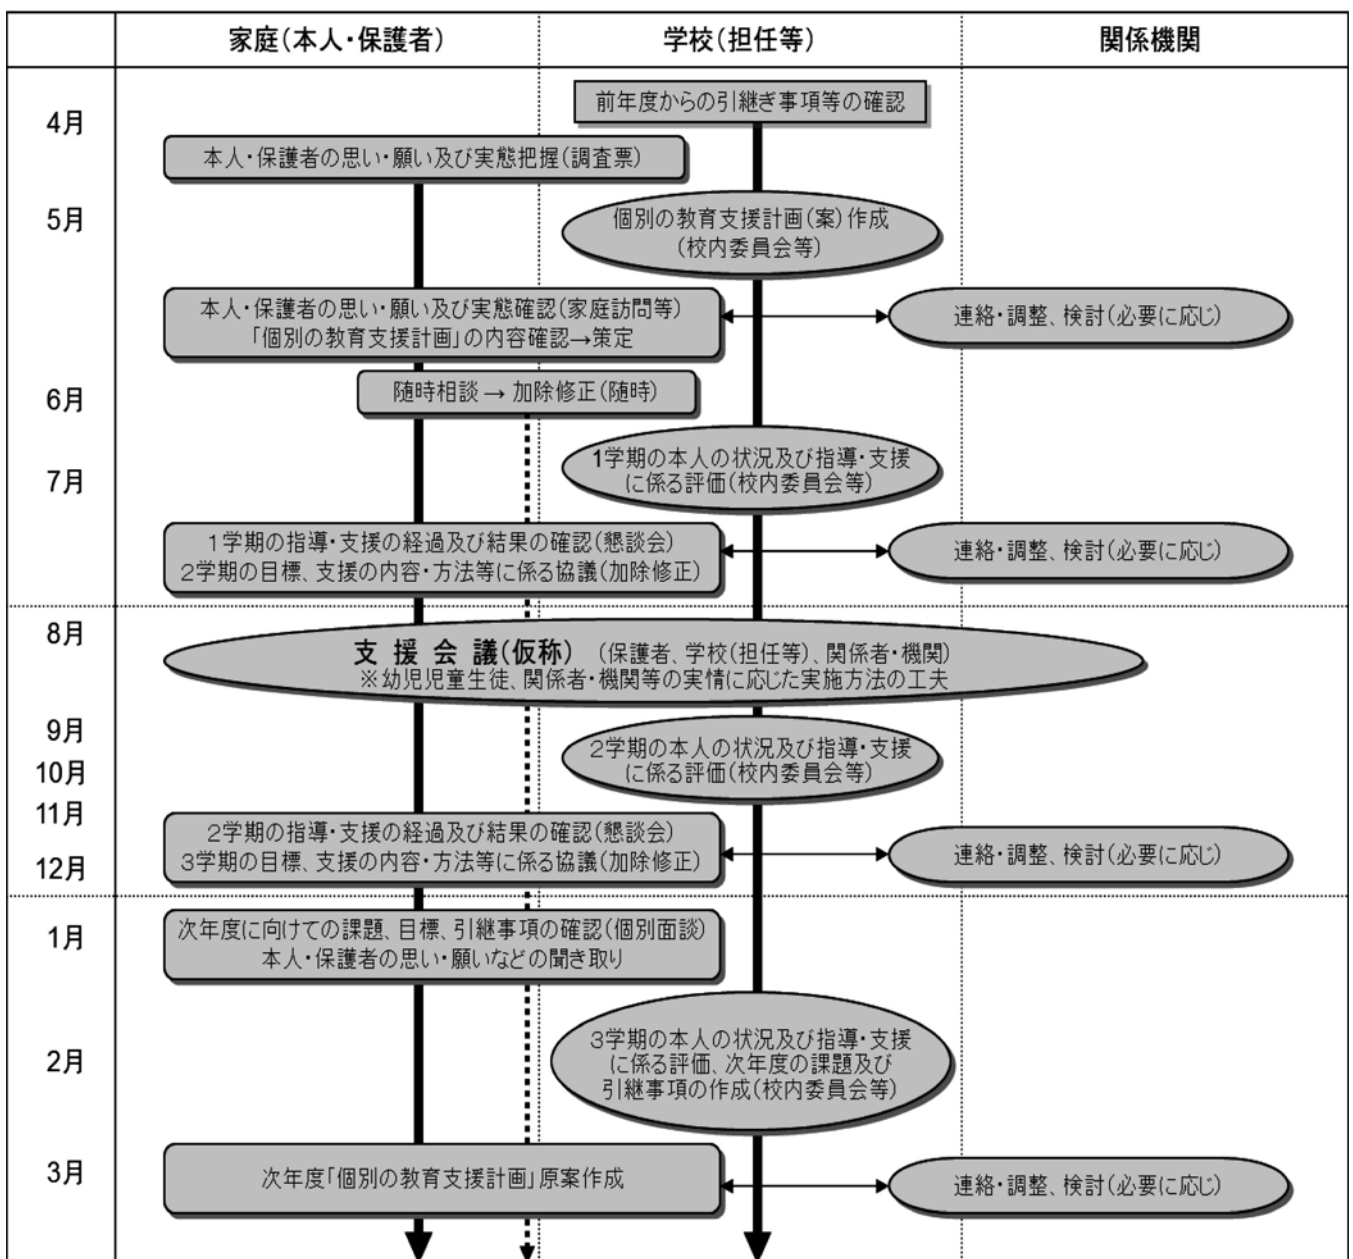 家庭(本人・保護者)
学校(担任等)
関係機関
4月
前年度からの引継ぎ事項等の確認
本人・保護者の思い・願い及び実態把握(調査票)
5月
個別の教育支援計画(案)作成
(校内委員会等)
本人・保護者の思い・願い及び実態確認(家庭訪問等)
「個別の教育支援計画」の内容確認→策定
連絡・調整、検討(必要に応じ)
6月
随時相談 → 加除修正(随時)
7月
1学期の本人の状況及び指導・支援
に係る評価(校内委員会等)
1学期の指導・支援の経過及び結果の確認(懇談会)
2学期の目標、支援の内容・方法等に係る協議(加除修正)
連絡・調整、検討(必要に応じ)
8月
支 援 会 議(仮称) (保護者、学校(担任等)、関係者・機関)
※幼児児童生徒、関係者・機関等の実情に応じた実施方法の工夫
9月
10月
2学期の本人の状況及び指導・支援
に係る評価(校内委員会等)
11月
12月
2学期の指導・支援の経過及び結果の確認(懇談会)
3学期の目標、支援の内容・方法等に係る協議(加除修正)
連絡・調整、検討(必要に応じ)
1月
次年度に向けての課題、目標、引継事項の確認(個別面談)
本人・保護者の思い・願いなどの聞き取り
2月
3学期の本人の状況及び指導・支援
に係る評価、次年度の課題及び
引継事項の作成(校内委員会等)
3月
次年度「個別の教育支援計画」原案作成
連絡・調整、検討(必要に応じ)